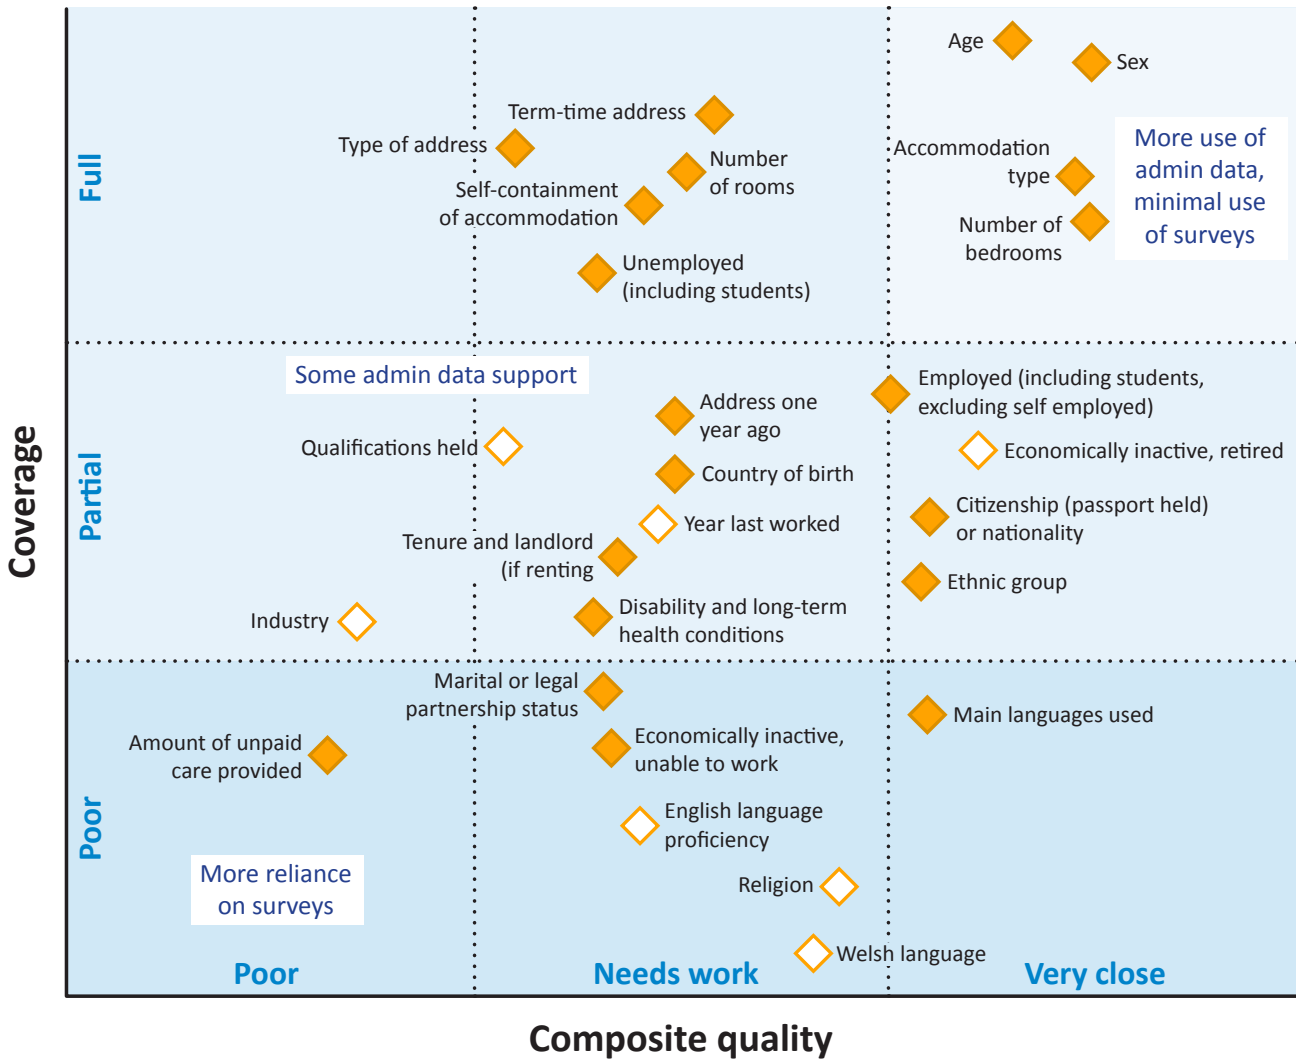 Age
Sex
Term-time address
Type of address
Number
of rooms
Self-containment
of accommodation
Unemployed
(including students)
Accommodation
type
Number of
bedrooms
More use of
admin data,
minimal use
of surveys
Full
Some admin data support
Employed (including students,
excluding self employed)
Address one
year ago
Qualifications held
Economically inactive, retired
Country of birth
Citizenship (passport held)
or nationality
Year last worked
Tenure and landlord
(if renting
Ethnic group
Industry
Disability and long-term
health conditions
Partial
Coverage
Marital or legal
partnership status
Main languages used
Amount of unpaid
care provided
Economically inactive,
unable to work
English language
proficiency
Religion
More reliance
on surveys
Welsh language
Poor
Poor
Needs work
Very close
Composite quality